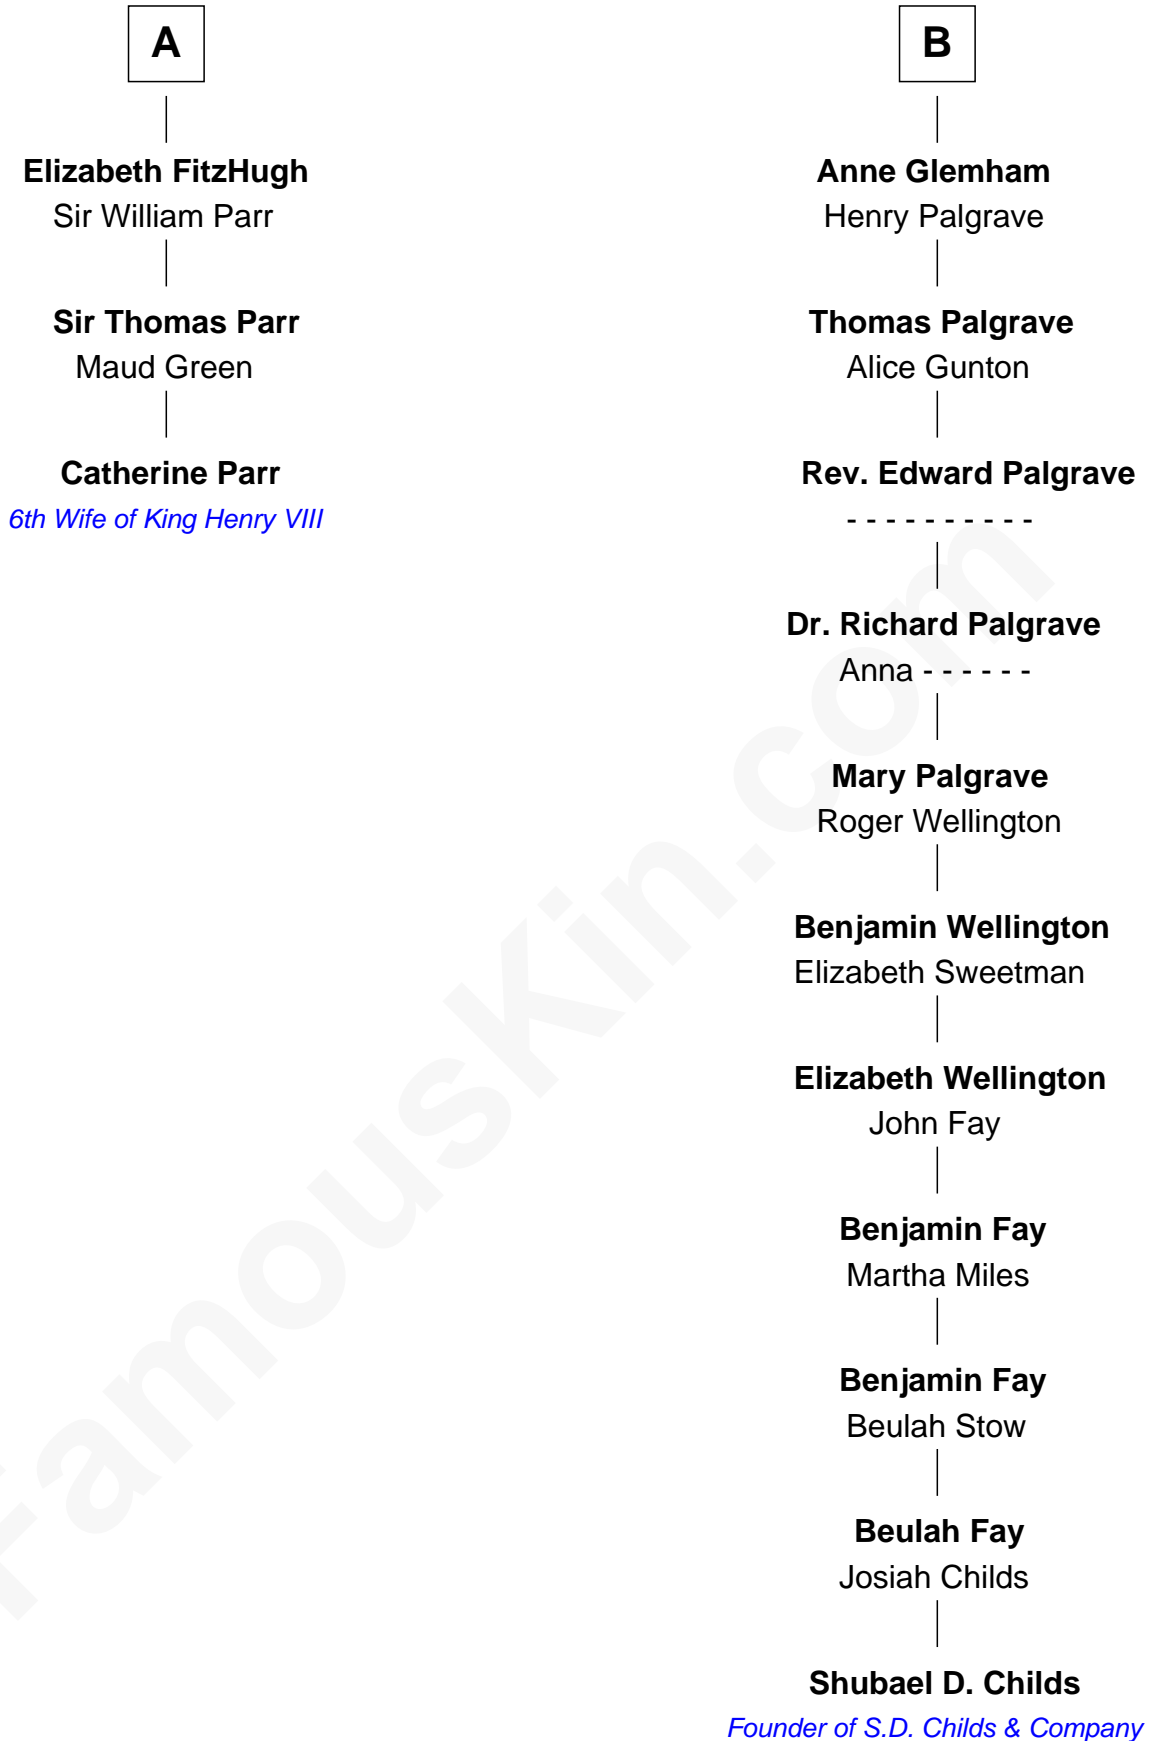 A
Elizabeth FitzHugh
Sir William Parr
Sir Thomas Parr
Maud Green
Catherine Parr
6th Wife of King Henry VIII
B
Anne Glemham
Henry Palgrave
Thomas Palgrave
Alice Gunton
Rev. Edward Palgrave
- - - - - - - - - -
Dr. Richard Palgrave
Anna - - - - - -
Mary Palgrave
Roger Wellington
Benjamin Wellington
Elizabeth Sweetman
Elizabeth Wellington
John Fay
Benjamin Fay
Martha Miles
Benjamin Fay
Beulah Stow
Beulah Fay
Josiah Childs
Shubael D. Childs
Founder of S.D. Childs & Company
FamousKin.com